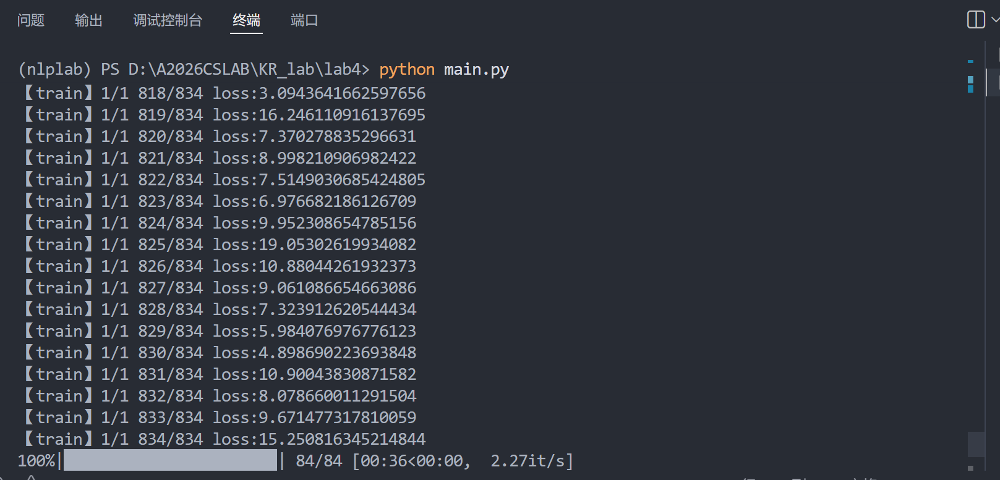 问题 输出 调试控制台 终端 端口
(nlplab) PS D:\A2026CSLAB\KR_lab\lab4> python main.py
【train】1/1 818/834 loss:3.0943641662597656
【train】1/1 819/834 loss:16.246110916137695
【train】1/1 820/834 loss:7.370278835296631
【train】1/1 821/834 loss:8.998210906982422
【train】1/1 822/834 loss:7.5149030685424805
【train】1/1 823/834 loss:6.976682186126709
【train】1/1 824/834 loss:9.952308654785156
【train】1/1 825/834 loss:19.05302619934082
【train】1/1 826/834 loss:10.88044261932373
【train】1/1 827/834 loss:9.061086654663086
【train】1/1 828/834 loss:7.323912620544434
【train】1/1 829/834 loss:5.984076976776123
【train】1/1 830/834 loss:4.898690223693848
【train】1/1 831/834 loss:10.90043830871582
【train】1/1 832/834 loss:8.078660011291504
【train】1/1 833/834 loss:9.671477317810059
【train】1/1 834/834 loss:15.250816345214844
100%| | 84/84 [00:36<00:00, 2.27it/s]